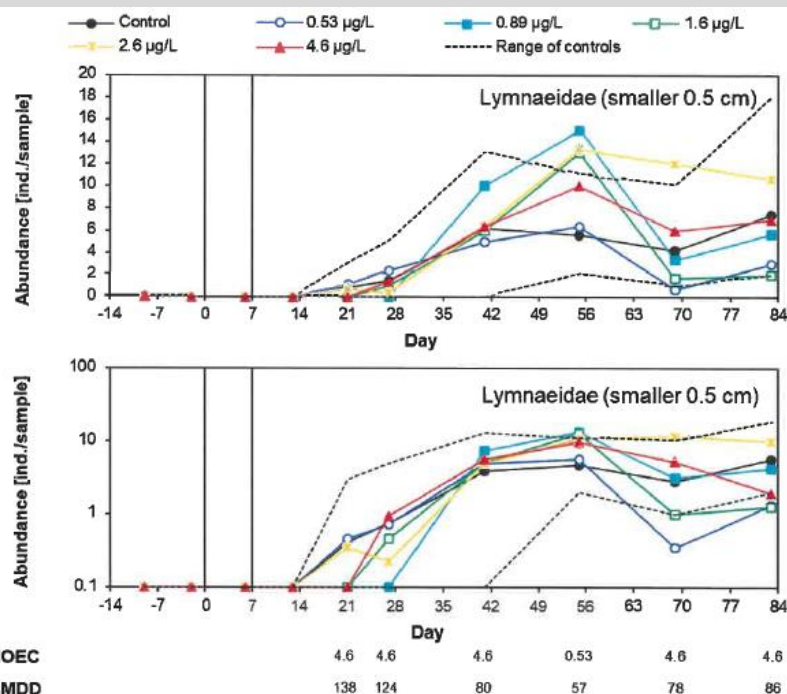 Control 0.53 µg/L 0.89 µg/L 1.6 µg/L
2.6 µg/L 4.6 µg/L Range of controls
Lymnaeidae (smaller 0.5 cm)
Abundance [ind./sample]
20
18
16
14
12
10
8
6
4
2
0
-14 -7 0 7 14 21 28 35 42 49 56 63 70 77 84
Day
Lymnaeidae (smaller 0.5 cm)
Abundance [ind./sample]
100
10
1
0.1
-14 -7 0 7 14 21 28 35 42 49 56 63 70 77 84
Day
OEC 4.6 4.6 4.6 0.53 4.6 4.6
MDD 138 124 80 57 78 86